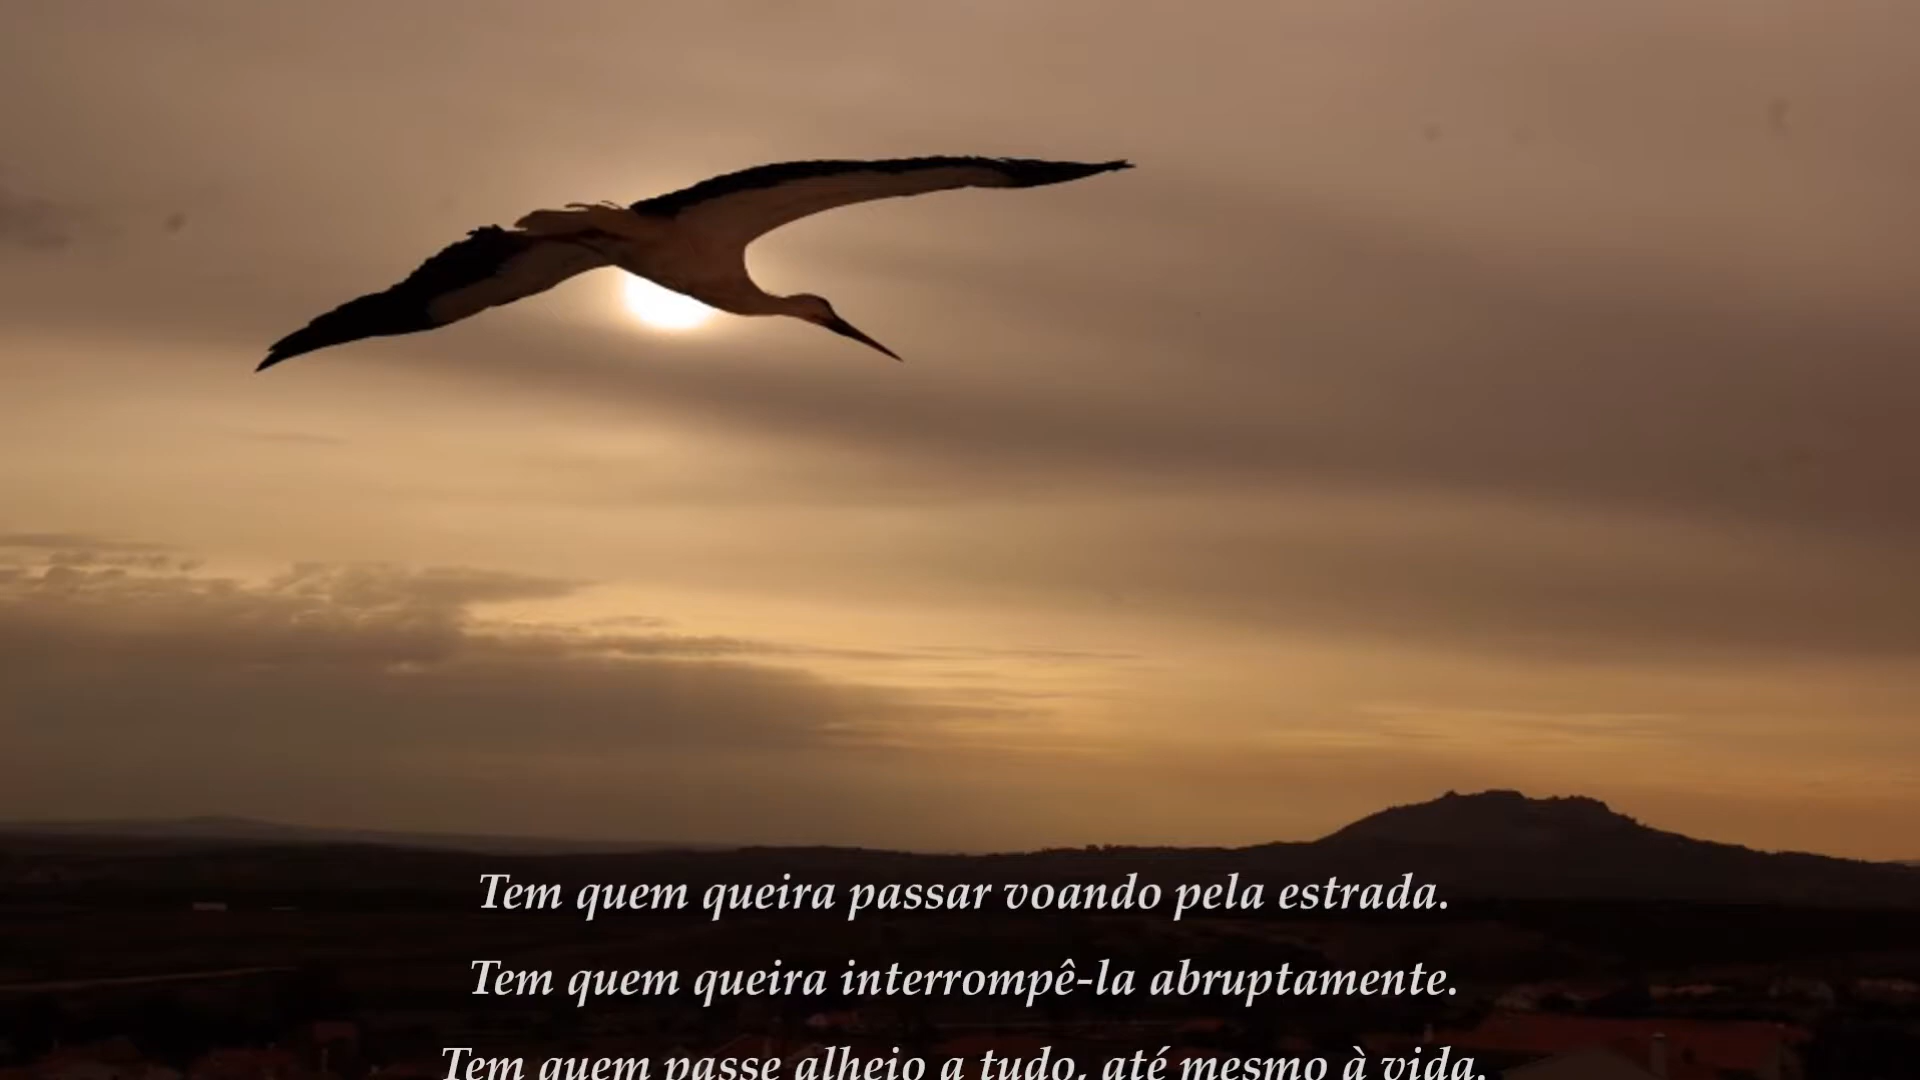 Tem quem queira passar voando pela estrada.
Tem quem queira interrompê-la abruptamente.
Tem quem passe alheio a tudo, até mesmo à vida.